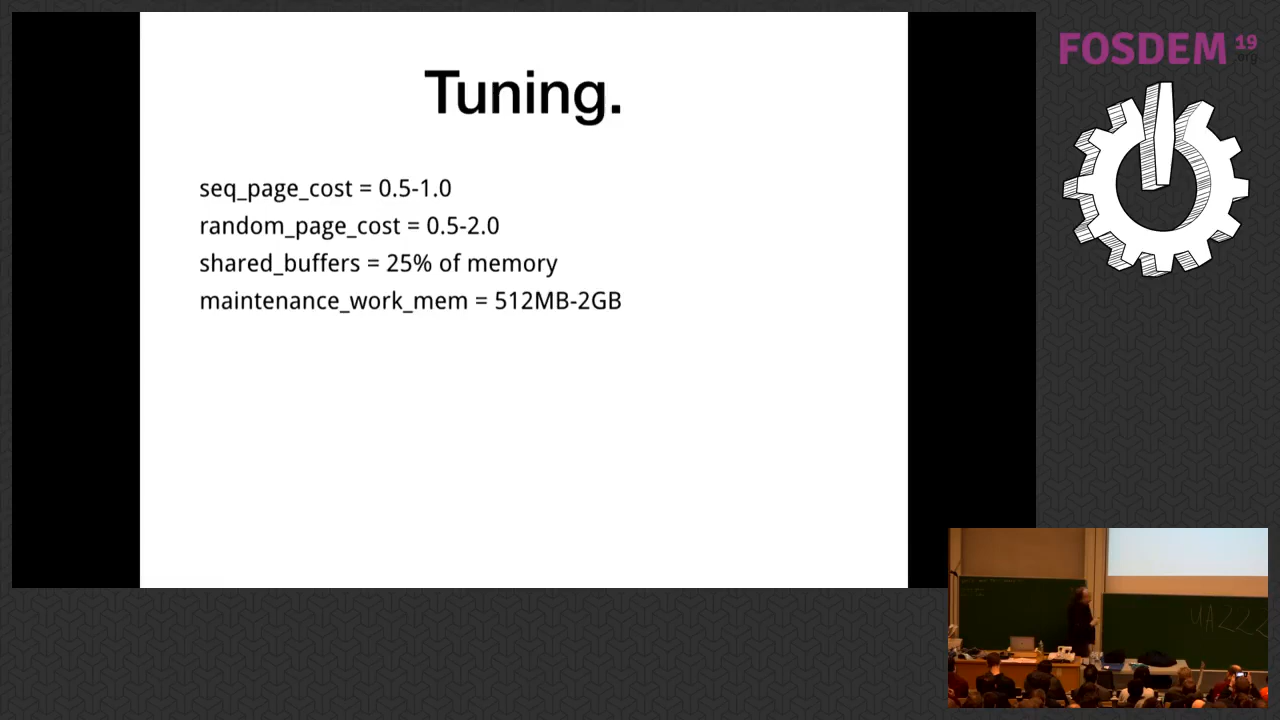 Tuning.
seq_page_cost = 0.5-1.0
random_page_cost = 0.5-2.0
shared_buffers = 25% of memory
maintenance_work_mem = 512MB-2GB
FOSDEM 19
.org